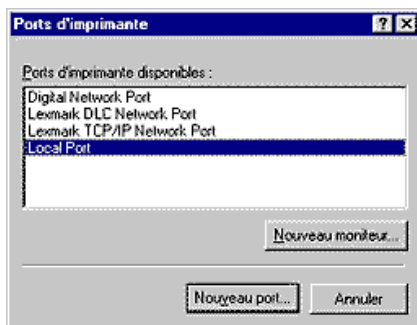 Ports d'imprimante
Ports d'imprimante disponibles :
Digital Network Port
Lexmark DLC Network Port
Lexmark TCP/IP Network Port
Local Port
Nouveau moniteur...
Nouveau port...
Annuler